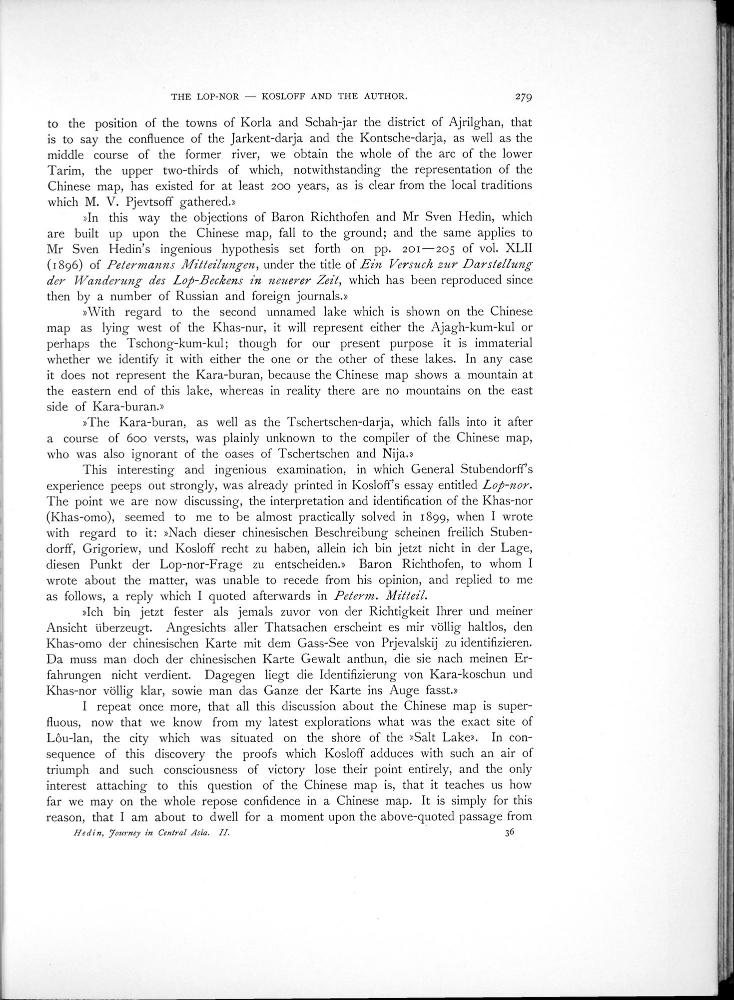 THE LOP-NOR — KOSLOFF AND THE AUTHOR. 279
to the position of the towns of Korla and Schah-jar the district of Ajrilghan, that
is to say the confluence of the Jarkent-darja and the Kontsche-darja, as well as the
middle course of the former river, we obtain the whole of the arc of the lower
Tarim, the upper two-thirds of which, notwithstanding the representation of the
Chinese map, has existed for at least 200 years, as is clear from the local traditions
which M. V. Pjevtsoff gathered.»
»In this way the objections of Baron Richthofen and Mr Sven Hedin, which
are built up upon the Chinese map, fall to the ground; and the same applies to
Mr Sven Hedin's ingenious hypothesis set forth on pp. 201—205 of vol. XLII
(1896) of Petermanns Mitteilungen, under the title of Ein Versuch zur Darstellung
der Wanderung des Lop-Beckens in neuerer Zeit, which has been reproduced since
then by a number of Russian and foreign journals.»
»With regard to the second unnamed lake which is shown on the Chinese
map as lying west of the Khas-nur, it will represent either the Ajagh-kum-kul or
perhaps the Tschong-kum-kul; though for our present purpose it is immaterial
whether we identify it with either the one or the other of these lakes. In any case
it does not represent the Kara-buran, because the Chinese map shows a mountain at
the eastern end of this lake, whereas in reality there are no mountains on the east
side of Kara-buran.»
»The Kara-buran, as well as the Tschertschen-darja, which falls into it after
a course of 600 versts, was plainly unknown to the compiler of the Chinese map,
who was also ignorant of the oases of Tschertschen and Nija.»
This interesting and ingenious examination, in which General Stubendorff's
experience peeps out strongly, was already printed in Kosloff's essay entitled Lop-nor.
The point we are now discussing, the interpretation and identification of the Khas-nor
(Khas-omo), seemed to me to be almost practically solved in 1899, when I wrote
with regard to it: »Nach dieser chinesischen Beschreibung scheinen freilich Stuben-
dorff, Grigoriew, und Kosloff recht zu haben, allein ich bin jetzt nicht in der Lage,
diesen Punkt der Lop-nor-Frage zu entscheiden.» Baron Richthofen, to whom I
wrote about the matter, was unable to recede from his opinion, and replied to me
as follows, a reply which I quoted afterwards in Peterm. Mitteil.
»Ich bin jetzt fester als jemals zuvor von der Richtigkeit Ihrer und meiner
Ansicht überzeugt. Angesichts aller Thatsachen erscheint es mir völlig haltlos, den
Khas-omo der chinesischen Karte mit dem Gass-See von Prjevalskij zu identifizieren.
Da muss man doch der chinesischen Karte Gewalt anthun, die sie nach meinen Er-
fahrungen nicht verdient. Dagegen liegt die Identifizierung von Kara-koschun und
Khas-nor völlig klar, sowie man das Ganze der Karte ins Auge fasst.»
I repeat once more, that all this discussion about the Chinese map is super-
fluous, now that we know from my latest explorations what was the exact site of
Lôu-lan, the city which was situated on the shore of the »Salt Lake». In con-
sequence of this discovery the proofs which Kosloff adduces with such an air of
triumph and such consciousness of victory lose their point entirely, and the only
interest attaching to this question of the Chinese map is, that it teaches us how
far we may on the whole repose confidence in a Chinese map. It is simply for this
reason, that I am about to dwell for a moment upon the above-quoted passage from
Hedin, Journey in Central Asia. II. 36